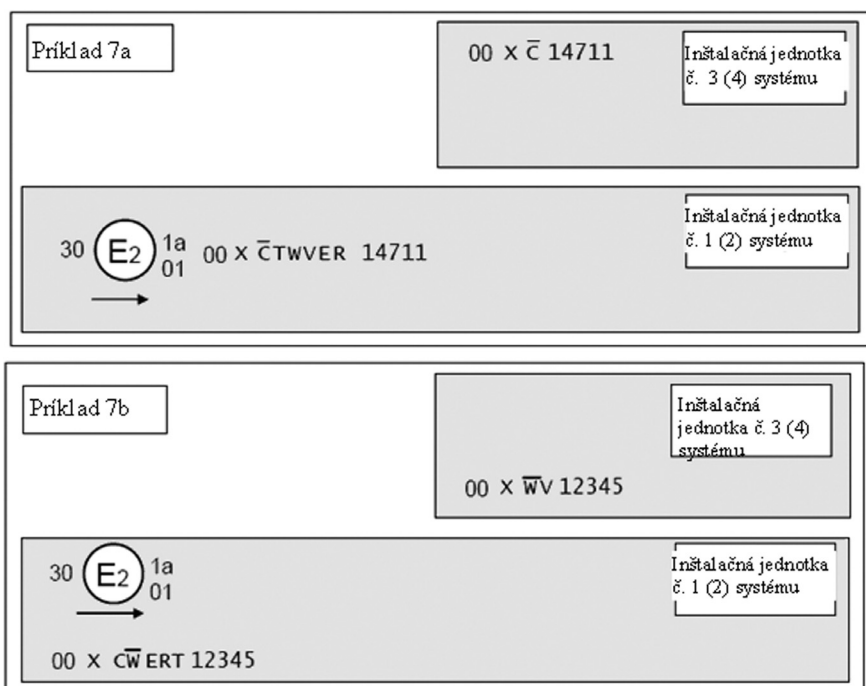 Príklad 7a
00 X C̅ 14711
Inštalačná jednotka
č. 3 (4) systému
Inštalačná jednotka
č. 1 (2) systému
30 E2 1a
01
00 X C̅TWVER 14711
Príklad 7b
Inštalačná
jednotka č. 3 (4)
systému
00 X W̅V 12345
30 E2 1a
01
Inštalačná jednotka
č. 1 (2) systému
00 X CW̅ERT 12345